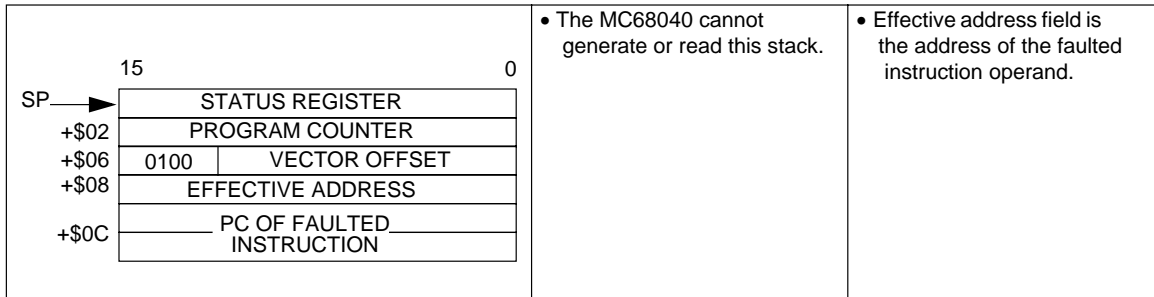 15 0
SP
STATUS REGISTER
+$02 PROGRAM COUNTER
+$06 0100 VECTOR OFFSET
+$08 EFFECTIVE ADDRESS
+$0C PC OF FAULTED
INSTRUCTION
• The MC68040 cannot
generate or read this stack.
• Effective address field is
the address of the faulted
instruction operand.